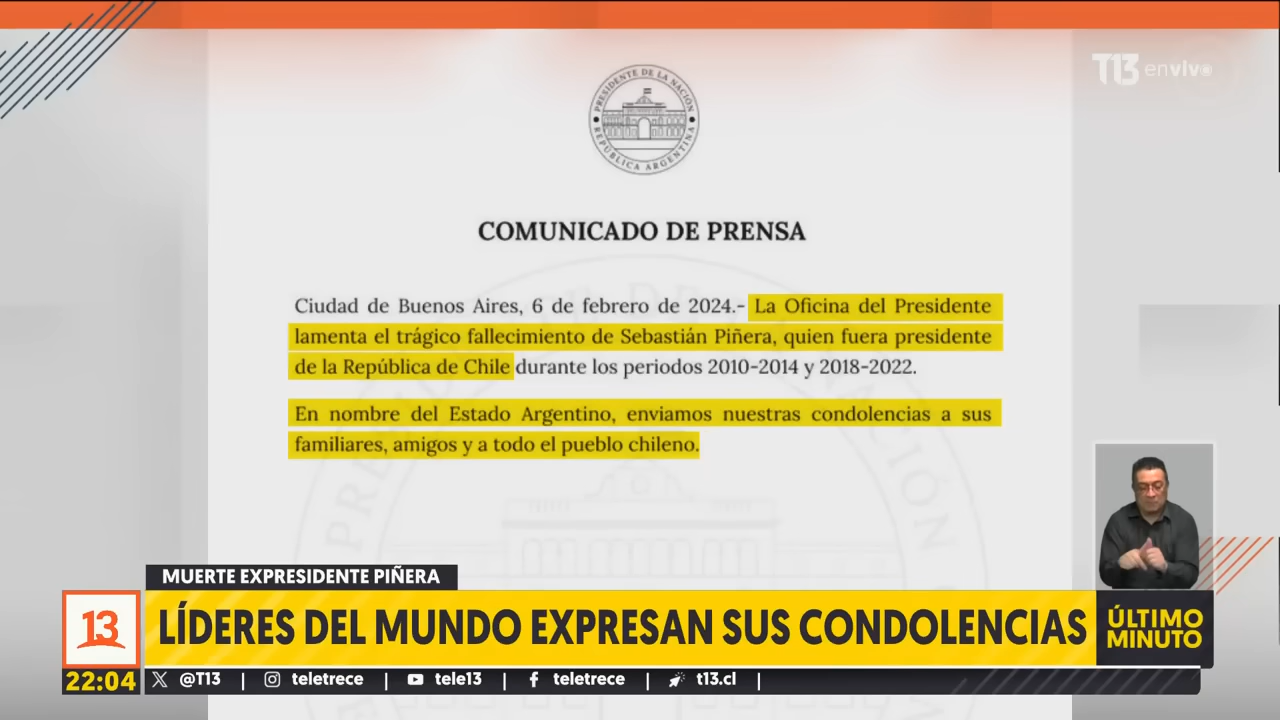 T13 envivo
PRESIDENTE DE LA NACIÓN
REPÚBLICA ARGENTINA
COMUNICADO DE PRENSA
Ciudad de Buenos Aires, 6 de febrero de 2024.- La Oficina del Presidente
lamenta el trágico fallecimiento de Sebastián Piñera, quien fuera presidente
de la República de Chile durante los periodos 2010-2014 y 2018-2022.
En nombre del Estado Argentino, enviamos nuestras condolencias a sus
familiares, amigos y a todo el pueblo chileno.
MUERTE EXPRESIDENTE PIÑERA
13
LÍDERES DEL MUNDO EXPRESAN SUS CONDOLENCIAS
ÚLTIMO
MINUTO
22:04 @T13 | teletrece | tele13 | teletrece | t13.cl |